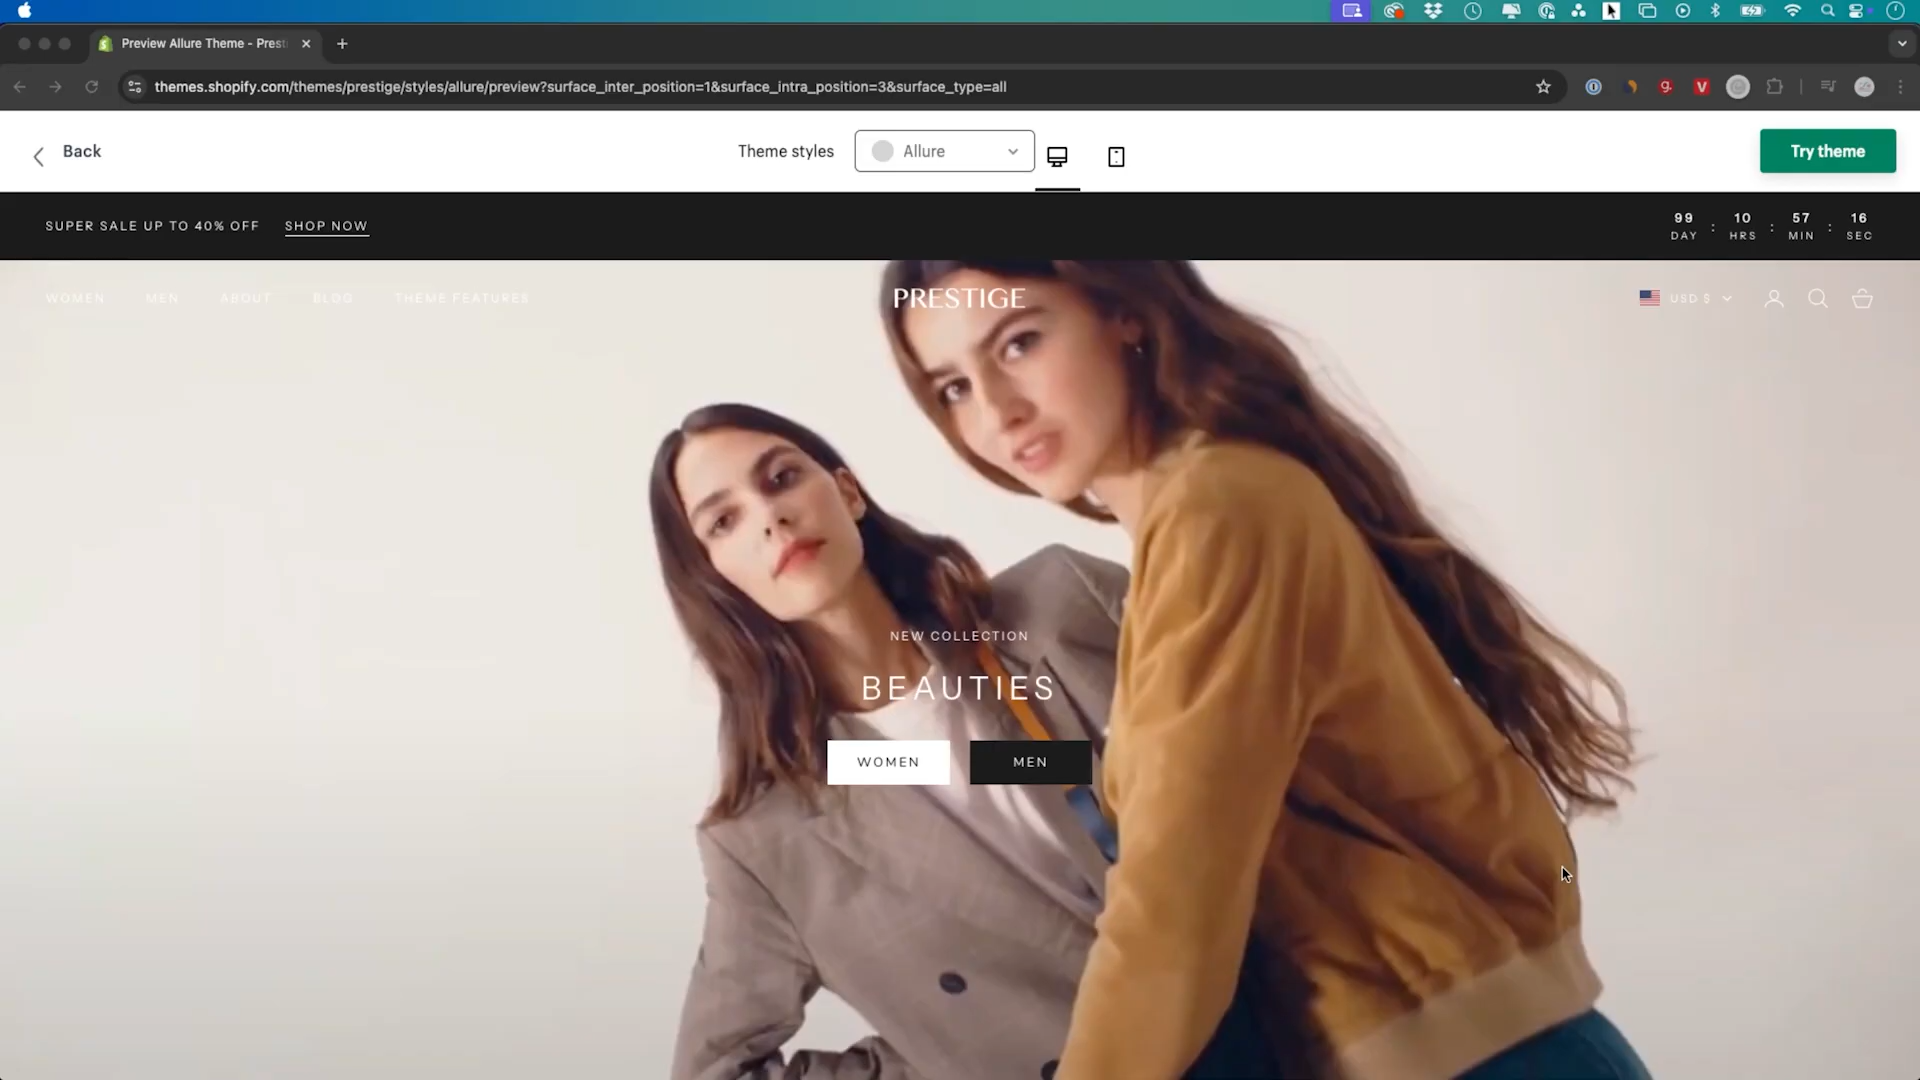 Preview Allure Theme - Prest
themes.shopify.com/themes/prestige/styles/allure/preview?surface_inter_position=1&surface_intra_position=3&surface_type=all
Back
Theme styles
Allure
Try theme
SUPER SALE UP TO 40% OFF SHOP NOW
99 : 10 : 57 : 16
DAY HRS MIN SEC
WOMEN MEN ABOUT BLOG THEME FEATURES
PRESTIGE
USD $
NEW COLLECTION
BEAUTIES
WOMEN MEN